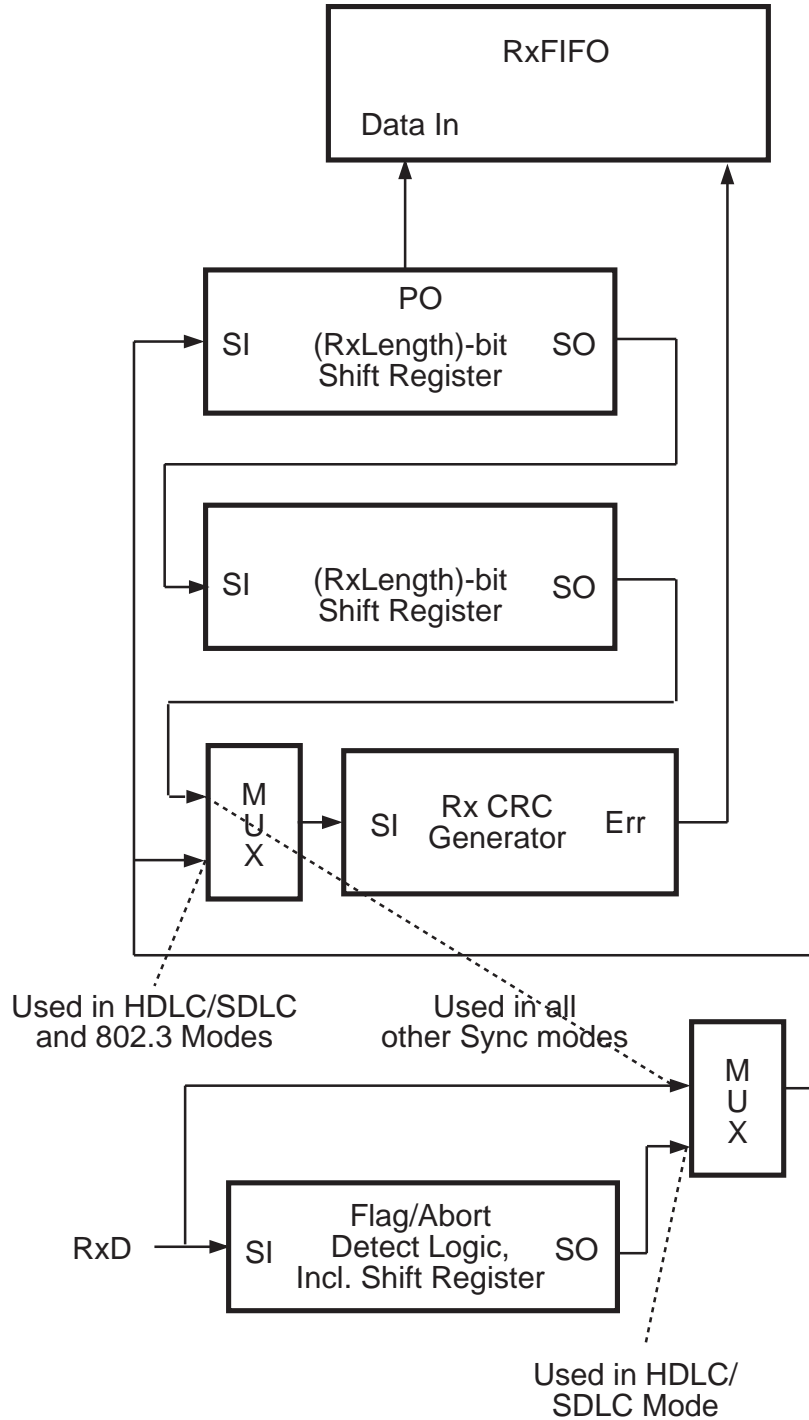 RxFIFO
Data In
PO
SI
(RxLength)-bit
Shift Register
SO
SI
(RxLength)-bit
Shift Register
SO
M
U
X
SI
Rx CRC
Generator
Err
Used in HDLC/SDLC
and 802.3 Modes
Used in all
other Sync modes
M
U
X
RxD
SI
Flag/Abort
Detect Logic,
Incl. Shift Register
SO
Used in HDLC/
SDLC Mode